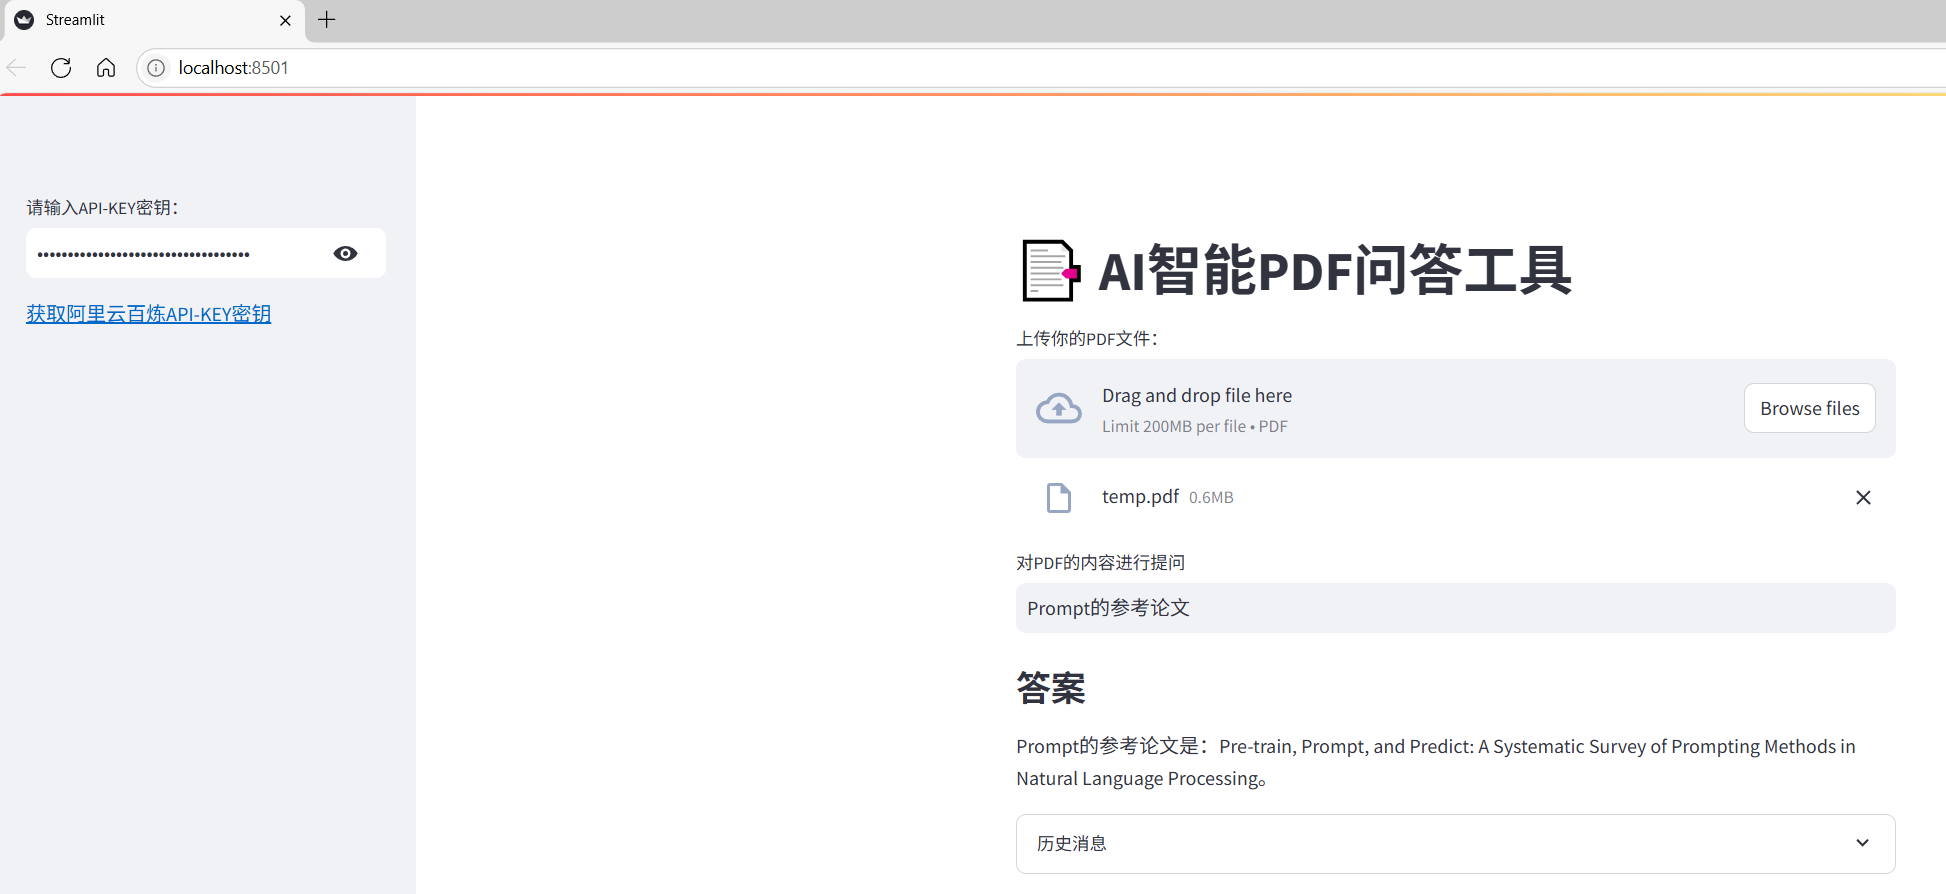 Streamlit
localhost:8501
请输入API-KEY密钥：
••••••••••••••••••••••••••••••••••••
获取阿里云百炼API-KEY密钥
AI智能PDF问答工具
上传你的PDF文件：
Drag and drop file here
Limit 200MB per file • PDF
Browse files
temp.pdf 0.6MB
对PDF的内容进行提问
Prompt的参考论文
答案
Prompt的参考论文是：Pre-train, Prompt, and Predict: A Systematic Survey of Prompting Methods in
Natural Language Processing。
历史消息